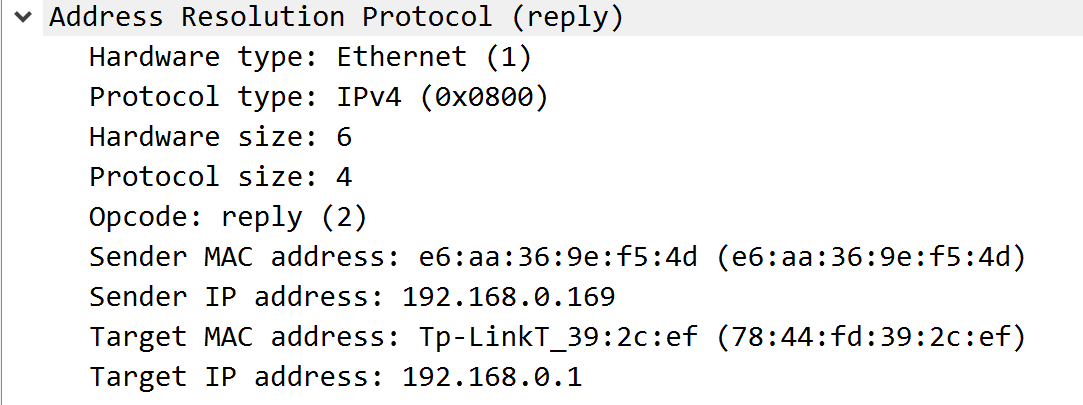 Address Resolution Protocol (reply)
Hardware type: Ethernet (1)
Protocol type: IPv4 (0x0800)
Hardware size: 6
Protocol size: 4
Opcode: reply (2)
Sender MAC address: e6:aa:36:9e:f5:4d (e6:aa:36:9e:f5:4d)
Sender IP address: 192.168.0.169
Target MAC address: Tp-LinkT_39:2c:ef (78:44:fd:39:2c:ef)
Target IP address: 192.168.0.1